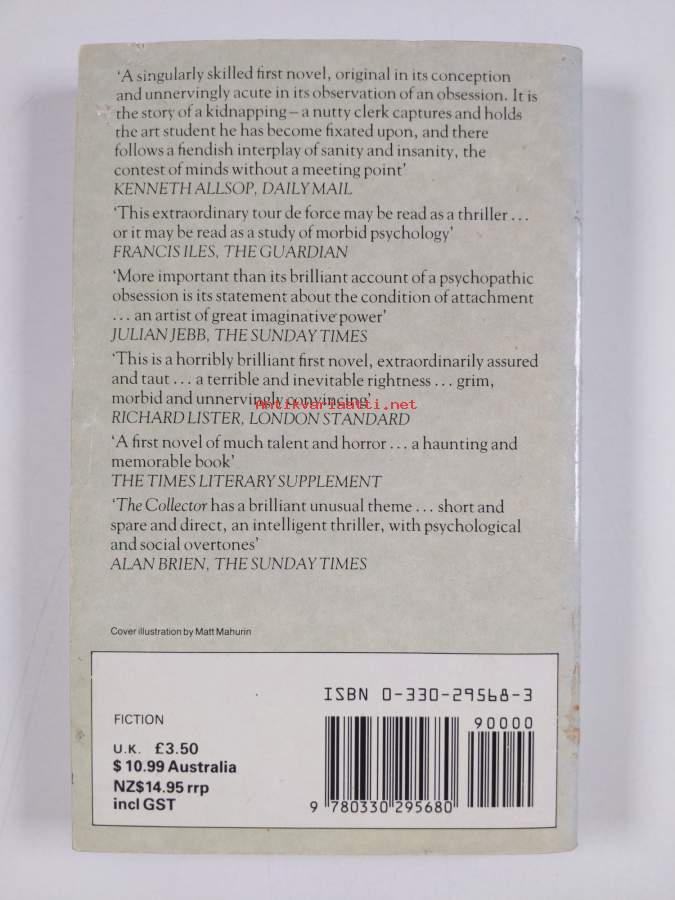 'A singularly skilled first novel, original in its conception
and unnervingly acute in its observation of an obsession. It is
the story of a kidnapping – a nutty clerk captures and holds
the art student he has become fixated upon, and there
follows a fiendish interplay of sanity and insanity, the
contest of minds without a meeting point'
KENNETH ALLSOP, DAILY MAIL
'This extraordinary tour de force may be read as a thriller ...
or it may be read as a study of morbid psychology'
FRANCIS ILES, THE GUARDIAN
'More important than its brilliant account of a psychopathic
obsession is its statement about the condition of attachment
... an artist of great imaginative power'
JULIAN JEBB, THE SUNDAY TIMES
'This is a horribly brilliant first novel, extraordinarily assured
and taut ... a terrible and inevitable rightness ... grim,
morbid and unnervingly convincing'
Antikvariaatti.net
RICHARD LISTER, LONDON STANDARD
'A first novel of much talent and horror ... a haunting and
memorable book'
THE TIMES LITERARY SUPPLEMENT
'The Collector has a brilliant unusual theme ... short and
spare and direct, an intelligent thriller, with psychological
and social overtones'
ALAN BRIEN, THE SUNDAY TIMES
Cover illustration by Matt Mahurin
ISBN 0-330-29568-3
90000
FICTION
U.K. £3.50
$10.99 Australia
NZ$14.95 rrp
incl GST
9 780330 295680